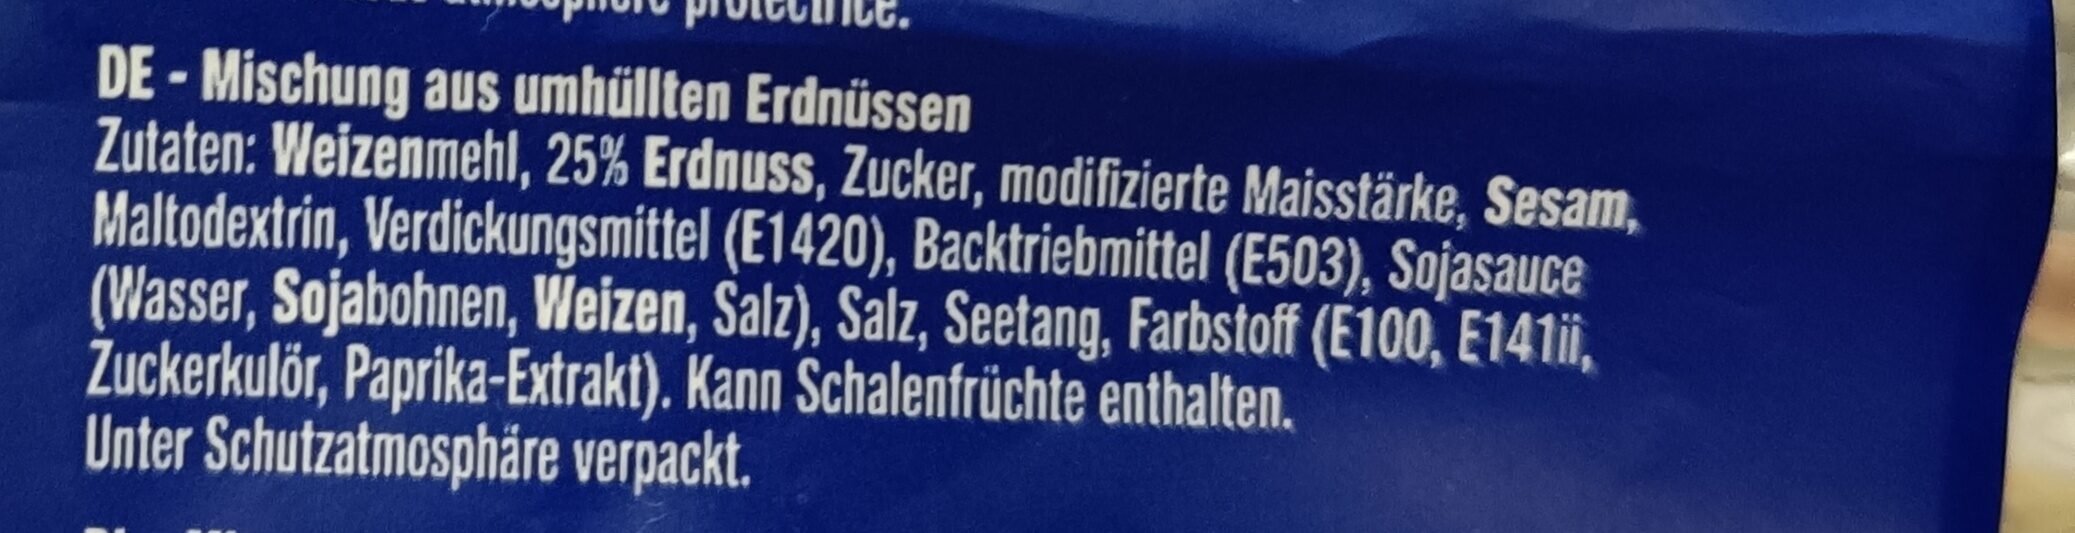 protectrice.
DE - Mischung aus umhüllten Erdnüssen
Zutaten: Weizenmehl, 25% Erdnuss, Zucker, modifizierte Maisstärke, Sesam,
Maltodextrin, Verdickungsmittel (E1420), Backtriebmittel (E503), Sojasauce
(Wasser, Sojabohnen, Weizen, Salz), Salz, Seetang, Farbstoff (E100, E141ii,
Zuckerkulör, Paprika-Extrakt). Kann Schalenfrüchte enthalten.
Unter Schutzatmosphäre verpackt.